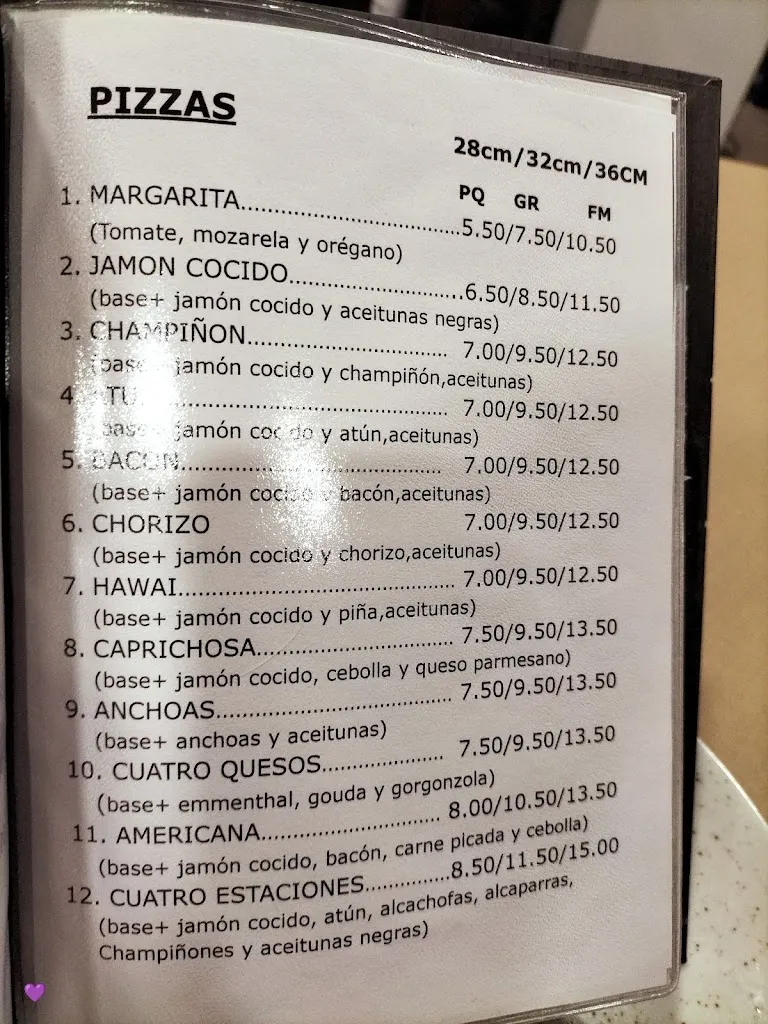 PIZZAS
28cm/32cm/36CM
PQ GR FM
1. MARGARITA................................5.50/7.50/10.50
(Tomate, mozarela y orégano)
2. JAMON COCIDO..........................6.50/8.50/11.50
(base+ jamón cocido y aceitunas negras)
3. CHAMPIÑON.............................. 7.00/9.50/12.50
(base+ jamón cocido y champiñón,aceitunas)
4 ........................................ 7.00/9.50/12.50
jamón cocido y atún,aceitunas)
5. BACON...................................... 7.00/9.50/12.50
(base+ jamón cocido y bacón,aceitunas)
6. CHORIZO 7.00/9.50/12.50
(base+ jamón cocido y chorizo,aceitunas)
7. HAWAI........................................ 7.00/9.50/12.50
(base+ jamón cocido y piña,aceitunas)
8. CAPRICHOSA............................. 7.50/9.50/13.50
(base+ jamón cocido, cebolla y queso parmesano)
9. ANCHOAS................................... 7.50/9.50/13.50
(base+ anchoas y aceitunas)
10. CUATRO QUESOS.................. 7.50/9.50/13.50
(base+ emmenthal, gouda y gorgonzola)
11. AMERICANA........................... 8.00/10.50/13.50
(base+ jamón cocido, bacón, carne picada y cebolla)
12. CUATRO ESTACIONES.............8.50/11.50/15.00
(base+ jamón cocido, atún, alcachofas, alcaparras,
Champiñones y aceitunas negras)